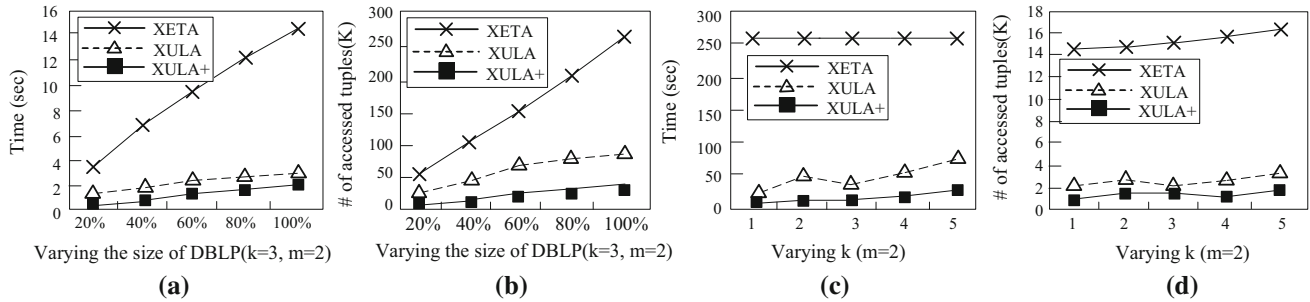 Time (sec)
16
14
12
10
8
6
4
2
0
XETA
XULA
XULA+
20% 40% 60% 80% 100%
Varying the size of DBLP(k=3, m=2)
(a)
# of accessed tuples(K)
300
250
200
150
100
50
0
XETA
XULA
XULA+
20% 40% 60% 80% 100%
Varying the size of DBLP(k=3, m=2)
(b)
Time (sec)
300
250
200
150
100
50
0
XETA
XULA
XULA+
1 2 3 4 5
Varying k (m=2)
(c)
# of accessed tuples(K)
18
16
14
12
10
8
6
4
2
0
XETA
XULA
XULA+
1 2 3 4 5
Varying k (m=2)
(d)